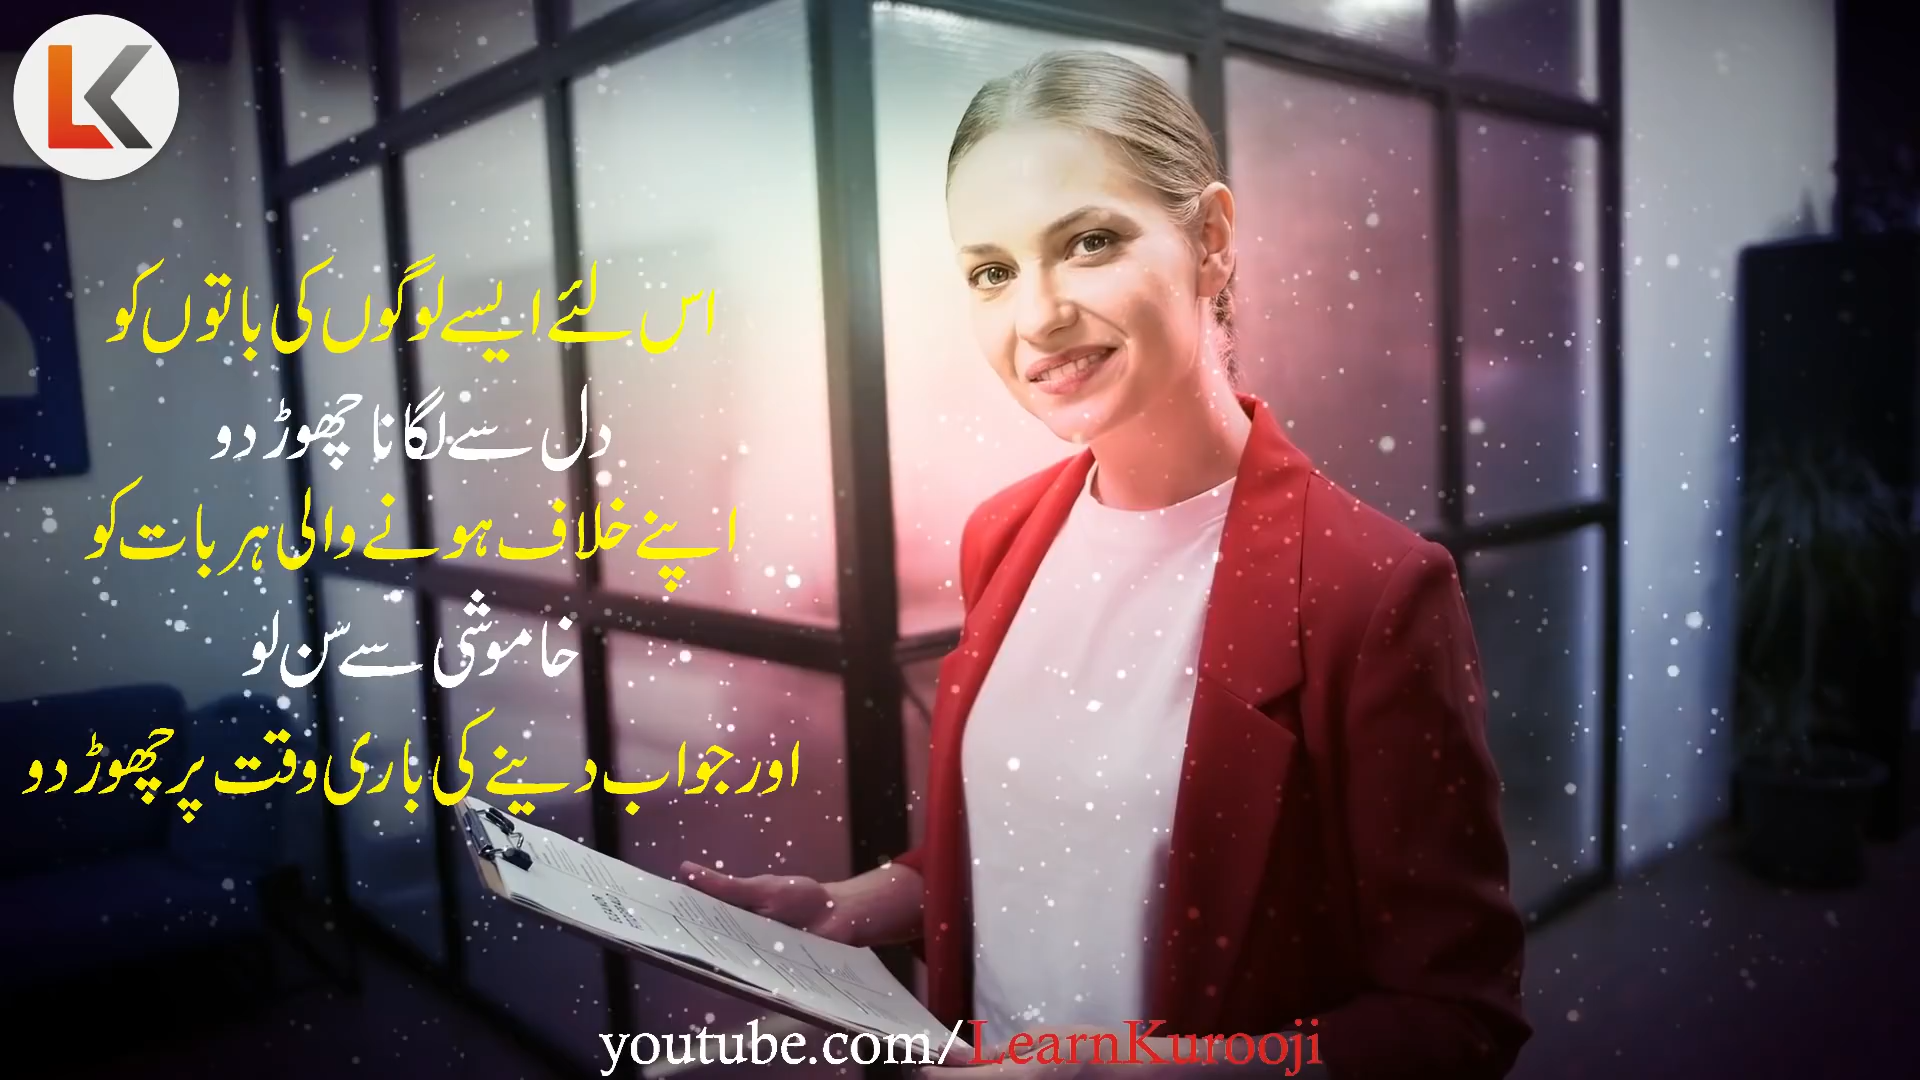 LK
اس لئے ایسے لوگوں کی باتوں کو
دل سے لگانا چھوڑ دو
اپنے خلاف ہونے والی ہر بات کو
خاموشی سے سن لو
اور جواب دینے کی باری وقت پر چھوڑ دو
youtube.com/LearnKurooji